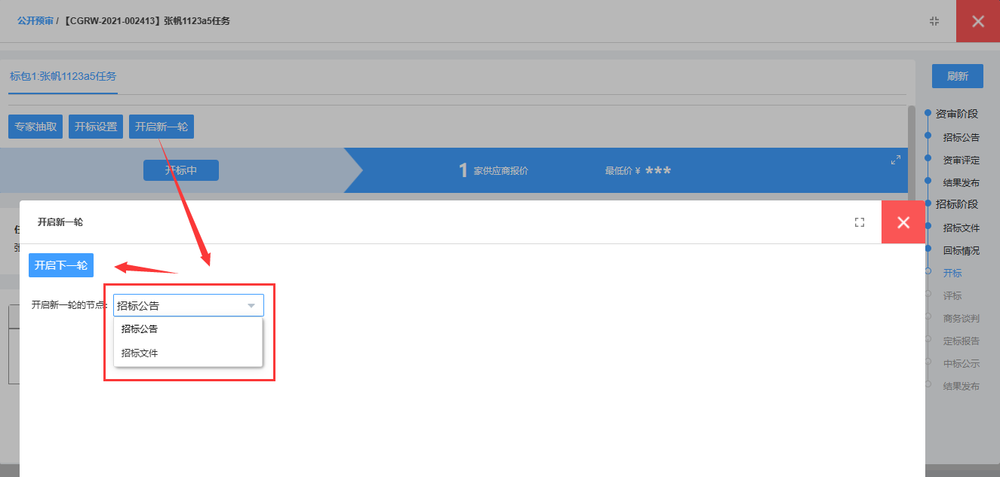 公开预审 / 【CGRW-2021-002413】张帆1123a5任务
标包1:张帆1123a5任务
刷新
专家抽取
开标设置
开启新一轮
开标中
1 家供应商报价
最低价 ¥ ***
开启新一轮
开启下一轮
开启新一轮的节点:
招标公告
招标公告
招标文件
资审阶段
招标公告
资审评定
结果发布
招标阶段
招标文件
回标情况
开标
评标
商务谈判
定标报告
中标公示
结果发布